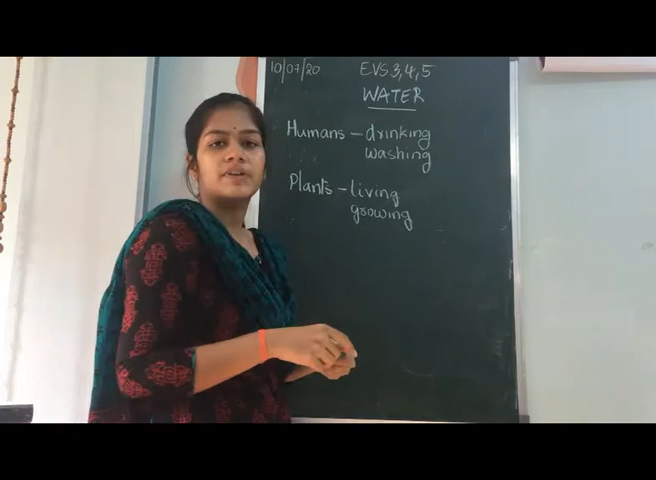 10/07/20 EVS 3,4,5
WATER
Humans - drinking
washing
Plants - living
growing